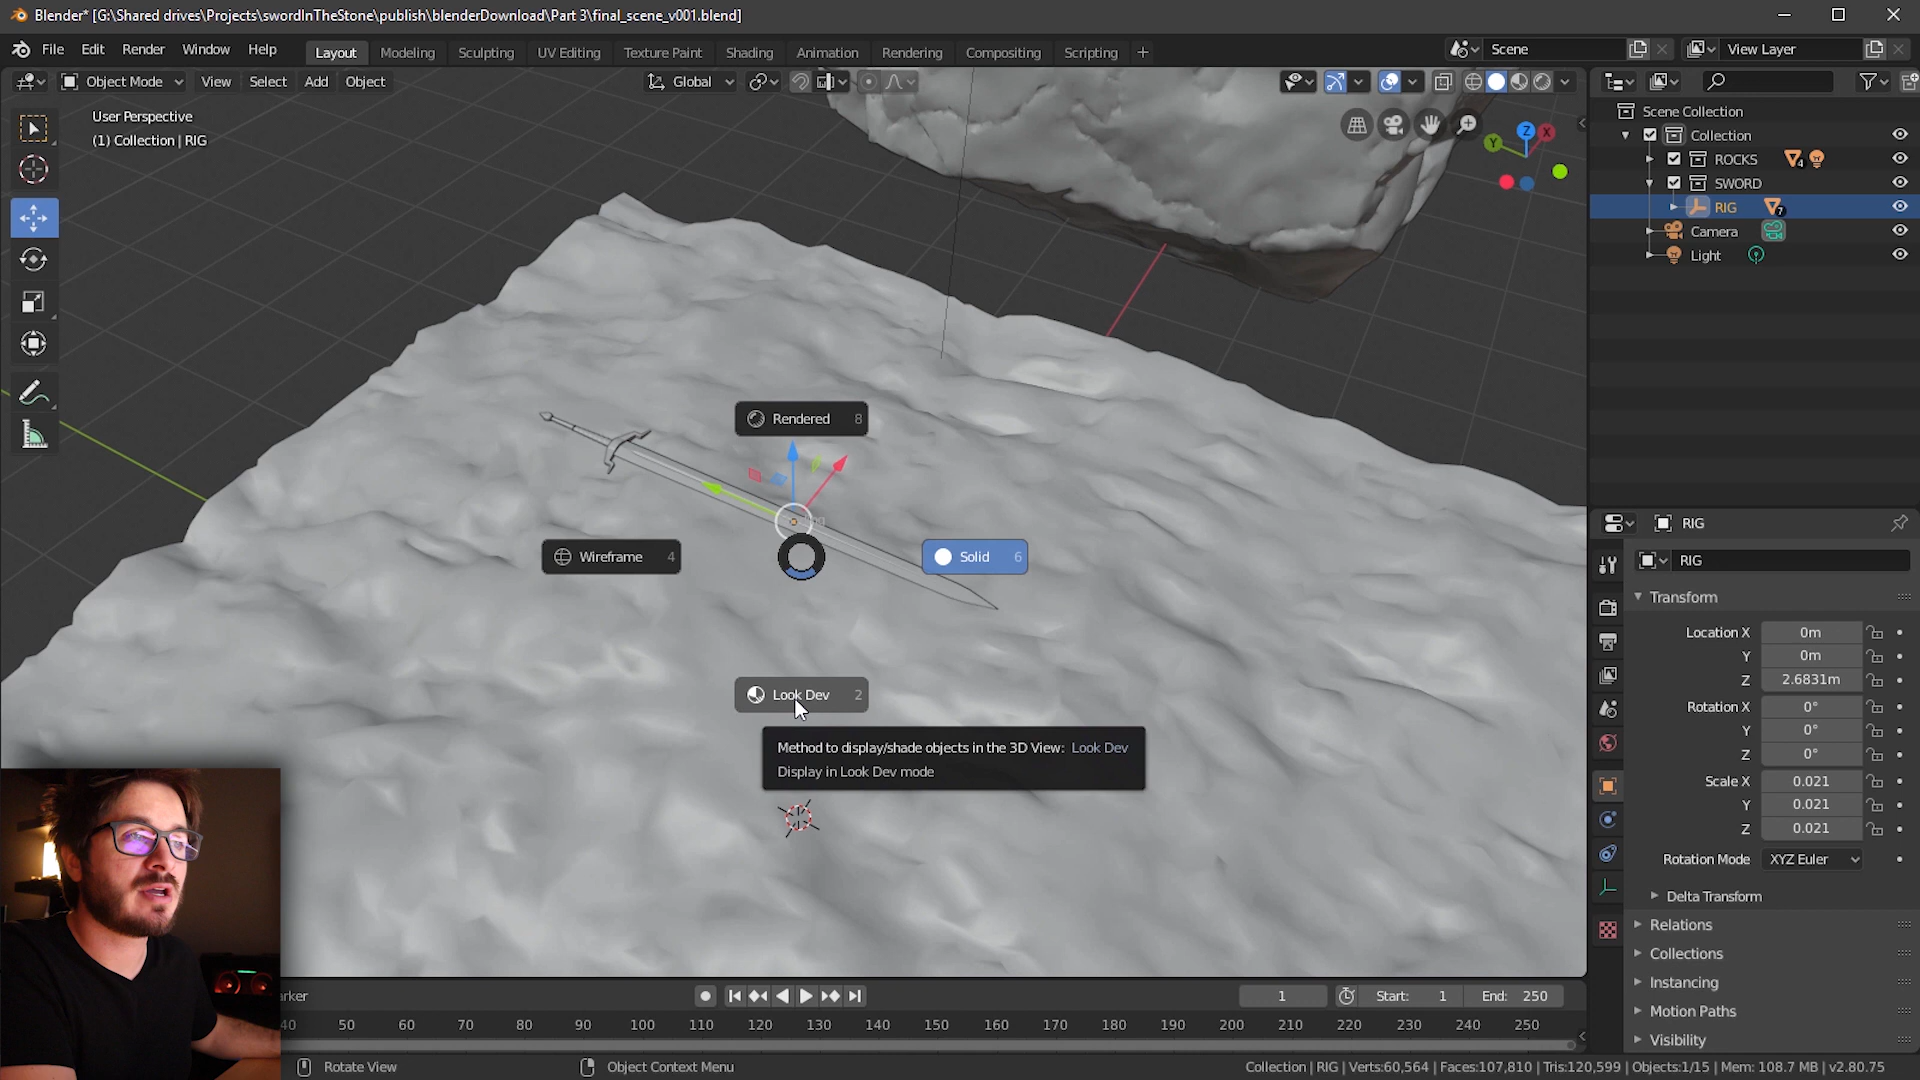 Blender* [G:\Shared drives\Projects\swordInTheStone\publish\blenderDownload\Part 3\final_scene_v001.blend]
File Edit Render Window Help Layout Modeling Sculpting UV Editing Texture Paint Shading Animation Rendering Compositing Scripting + Scene View Layer
Object Mode View Select Add Object Global
User Perspective
(1) Collection | RIG
Z X Y
Scene Collection
Collection
ROCKS 4
SWORD
RIG 7
Camera
Light
Rendered 8
Wireframe 4
Solid 6
Look Dev 2
Method to display/shade objects in the 3D View: Look Dev
Display in Look Dev mode
RIG
RIG
Transform
Location X 0m
Y 0m
Z 2.6831m
Rotation X 0°
Y 0°
Z 0°
Scale X 0.021
Y 0.021
Z 0.021
Rotation Mode XYZ Euler
Delta Transform
Relations
Collections
Instancing
Motion Paths
Visibility
arker 1 Start: 1 End: 250
40 50 60 70 80 90 100 110 120 130 140 150 160 170 180 190 200 210 220 230 240 250
Rotate View Object Context Menu Collection | RIG | Verts:60,564 | Faces:107,810 | Tris:120,599 | Objects:1/15 | Mem: 108.7 MB | v2.80.75